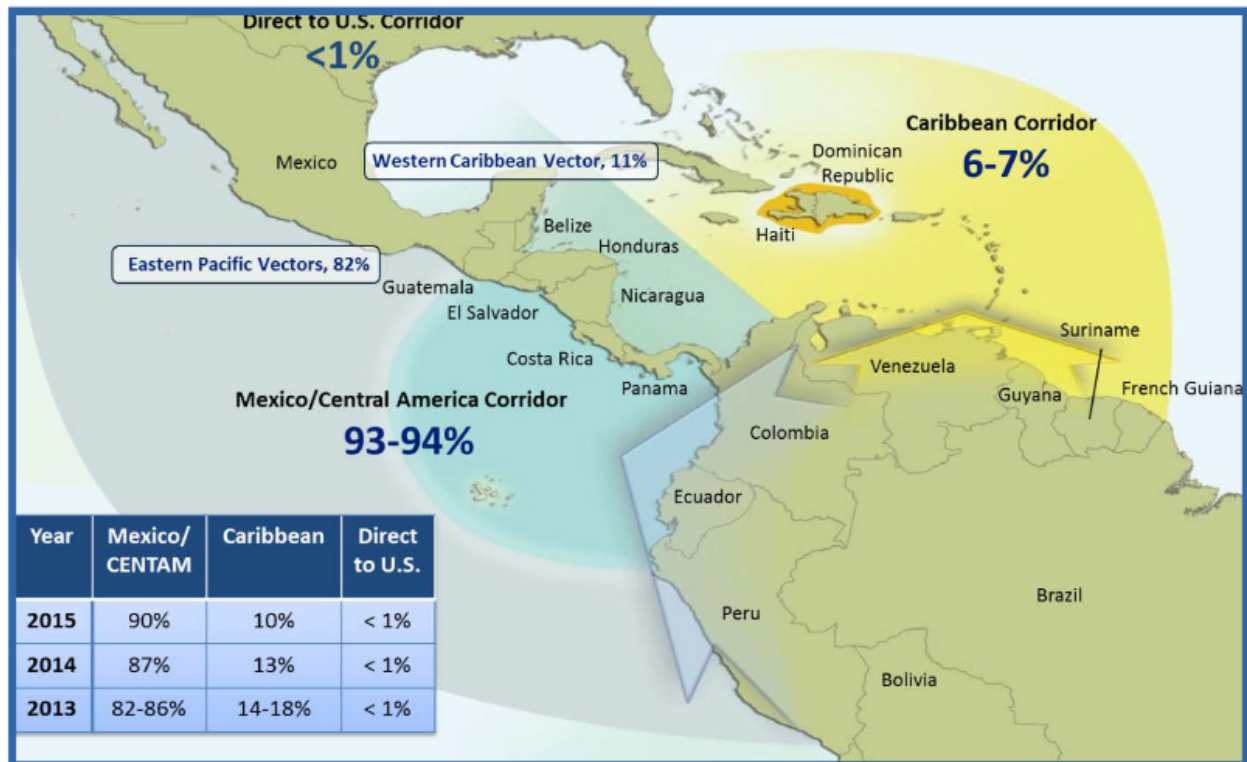 Direct to U.S. Corridor
<1%
Caribbean Corridor
6-7%
Mexico
Western Caribbean Vector, 11%
Dominican
Republic
Belize
Haiti
Honduras
Eastern Pacific Vectors, 82%
Guatemala
Nicaragua
El Salvador
Suriname
Costa Rica
Venezuela
Panama
Guyana
French Guiana
Mexico/Central America Corridor
93-94%
Colombia
Ecuador
Brazil
Peru
Bolivia
Year Mexico/ Caribbean Direct
CENTAM to U.S.
2015 90% 10% < 1%
2014 87% 13% < 1%
2013 82-86% 14-18% < 1%